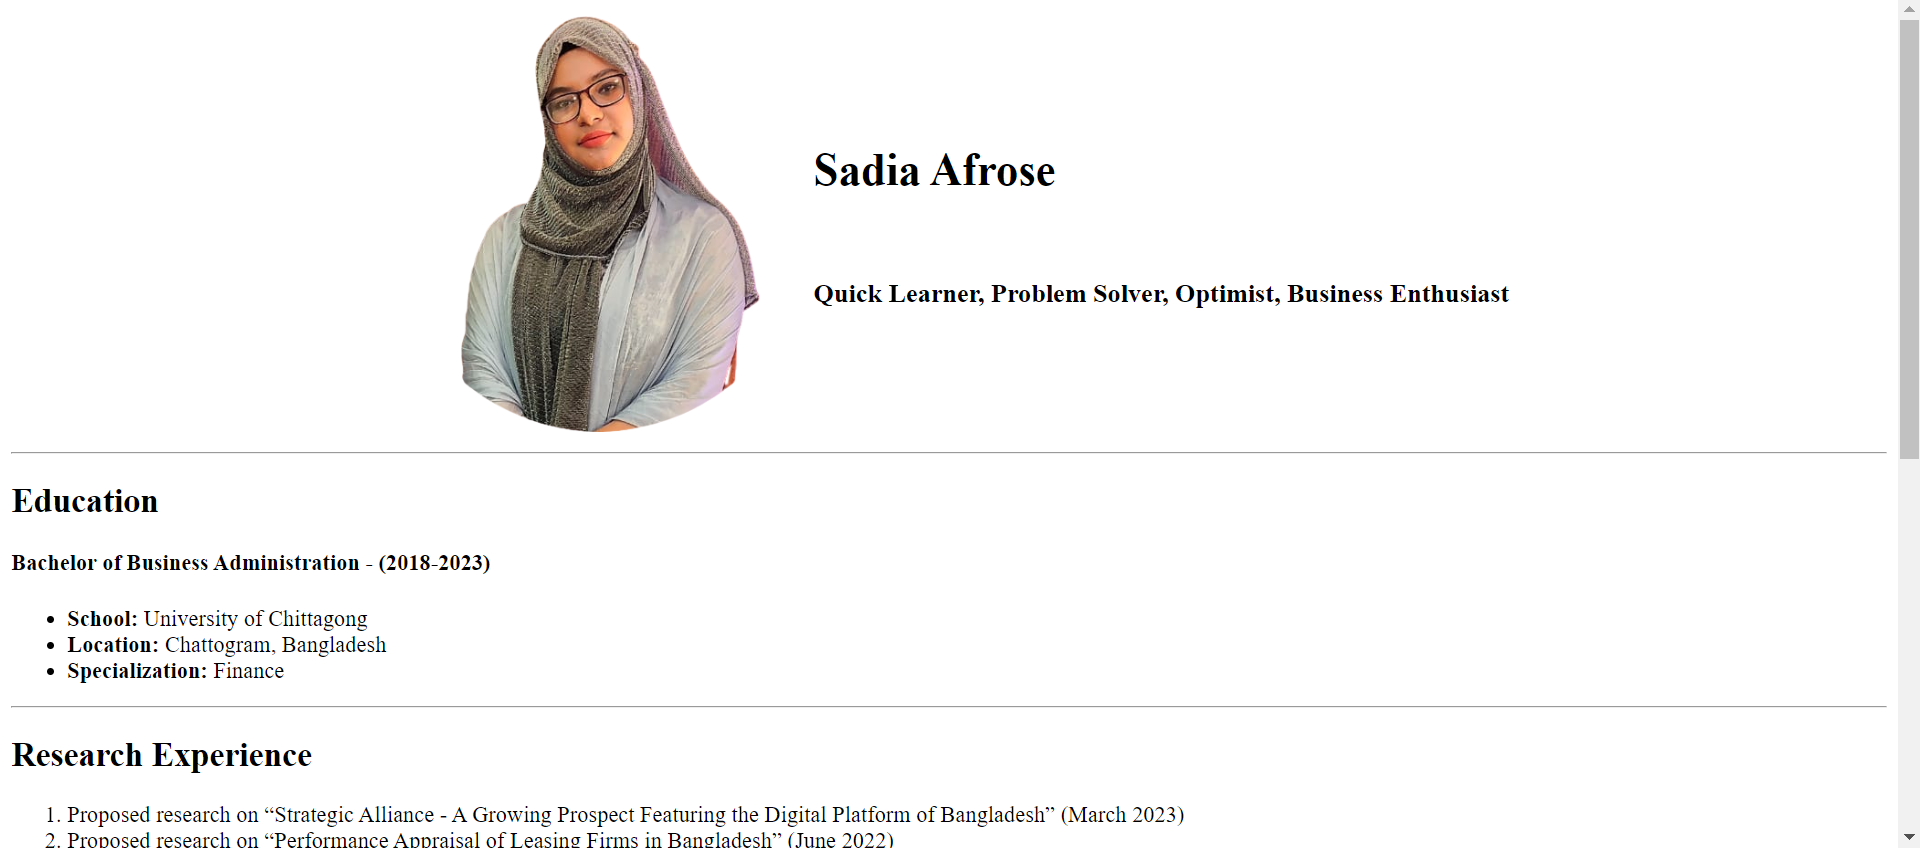 Sadia Afrose
Quick Learner, Problem Solver, Optimist, Business Enthusiast
Education
Bachelor of Business Administration - (2018-2023)
• School: University of Chittagong
• Location: Chattogram, Bangladesh
• Specialization: Finance
Research Experience
1. Proposed research on “Strategic Alliance - A Growing Prospect Featuring the Digital Platform of Bangladesh” (March 2023)
2. Proposed research on “Performance Appraisal of Leasing Firms in Bangladesh” (June 2022)